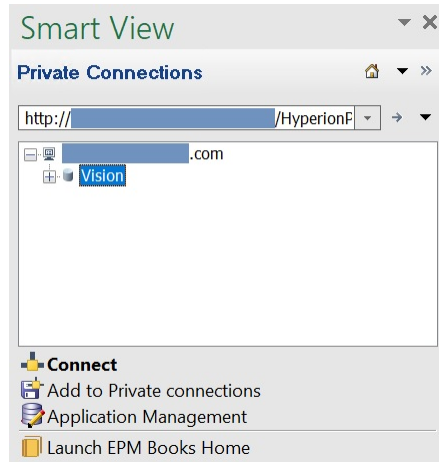 Smart View
Private Connections
http:// /HyperionP
.com
Vision
Connect
Add to Private connections
Application Management
Launch EPM Books Home